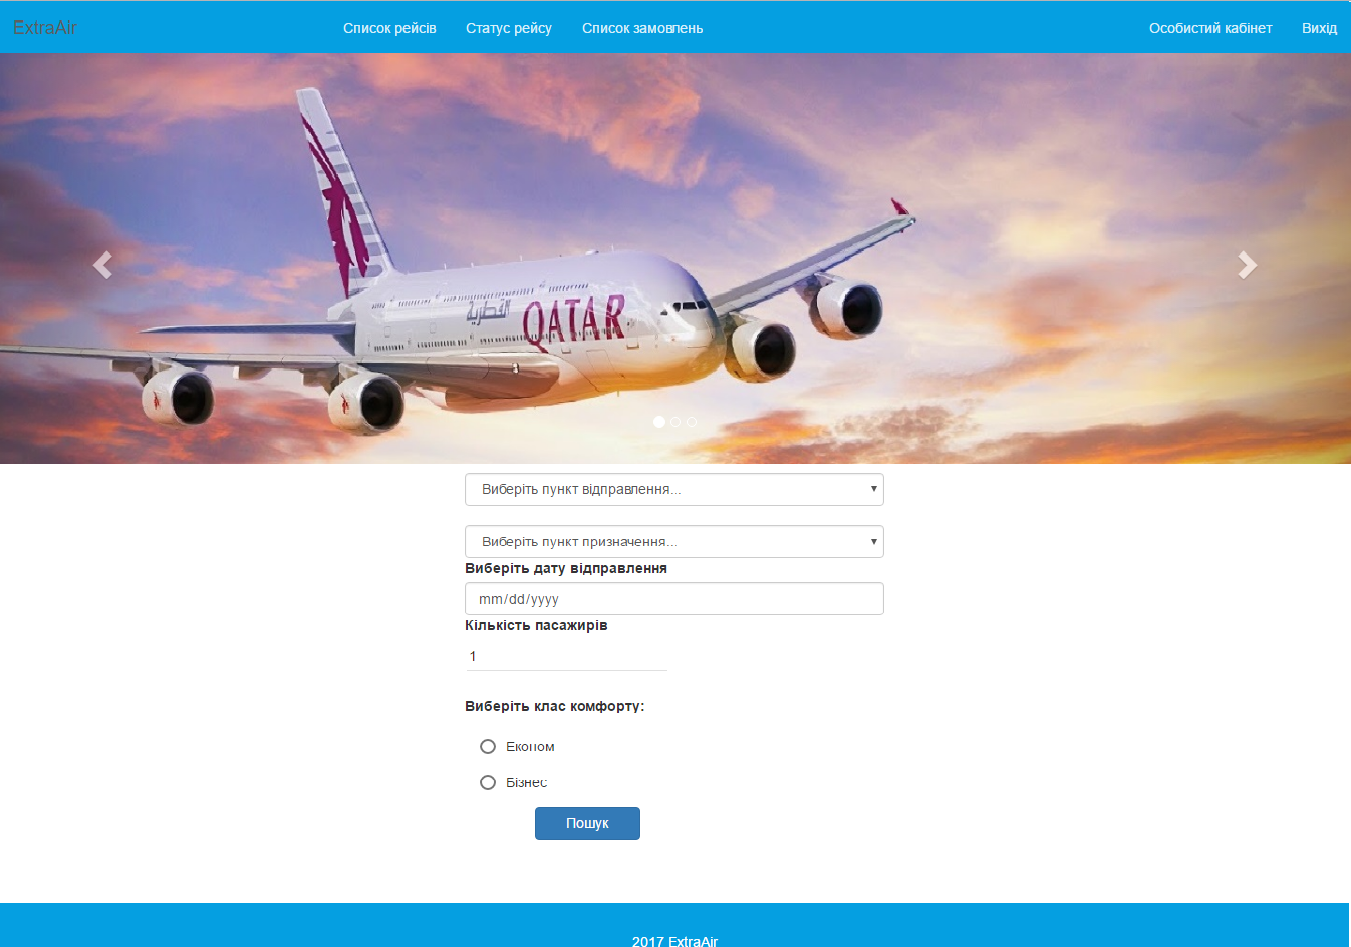 ExtraAir Список рейсів Статус рейсу Список замовлень Особистий кабінет Вихід
القطرية
QATAR
Виберіть пункт відправлення...
Виберіть пункт призначення...
Виберіть дату відправлення
mm/dd/yyyy
Кількість пасажирів
1
Виберіть клас комфорту:
Економ
Бізнес
Пошук
2017 ExtraAir